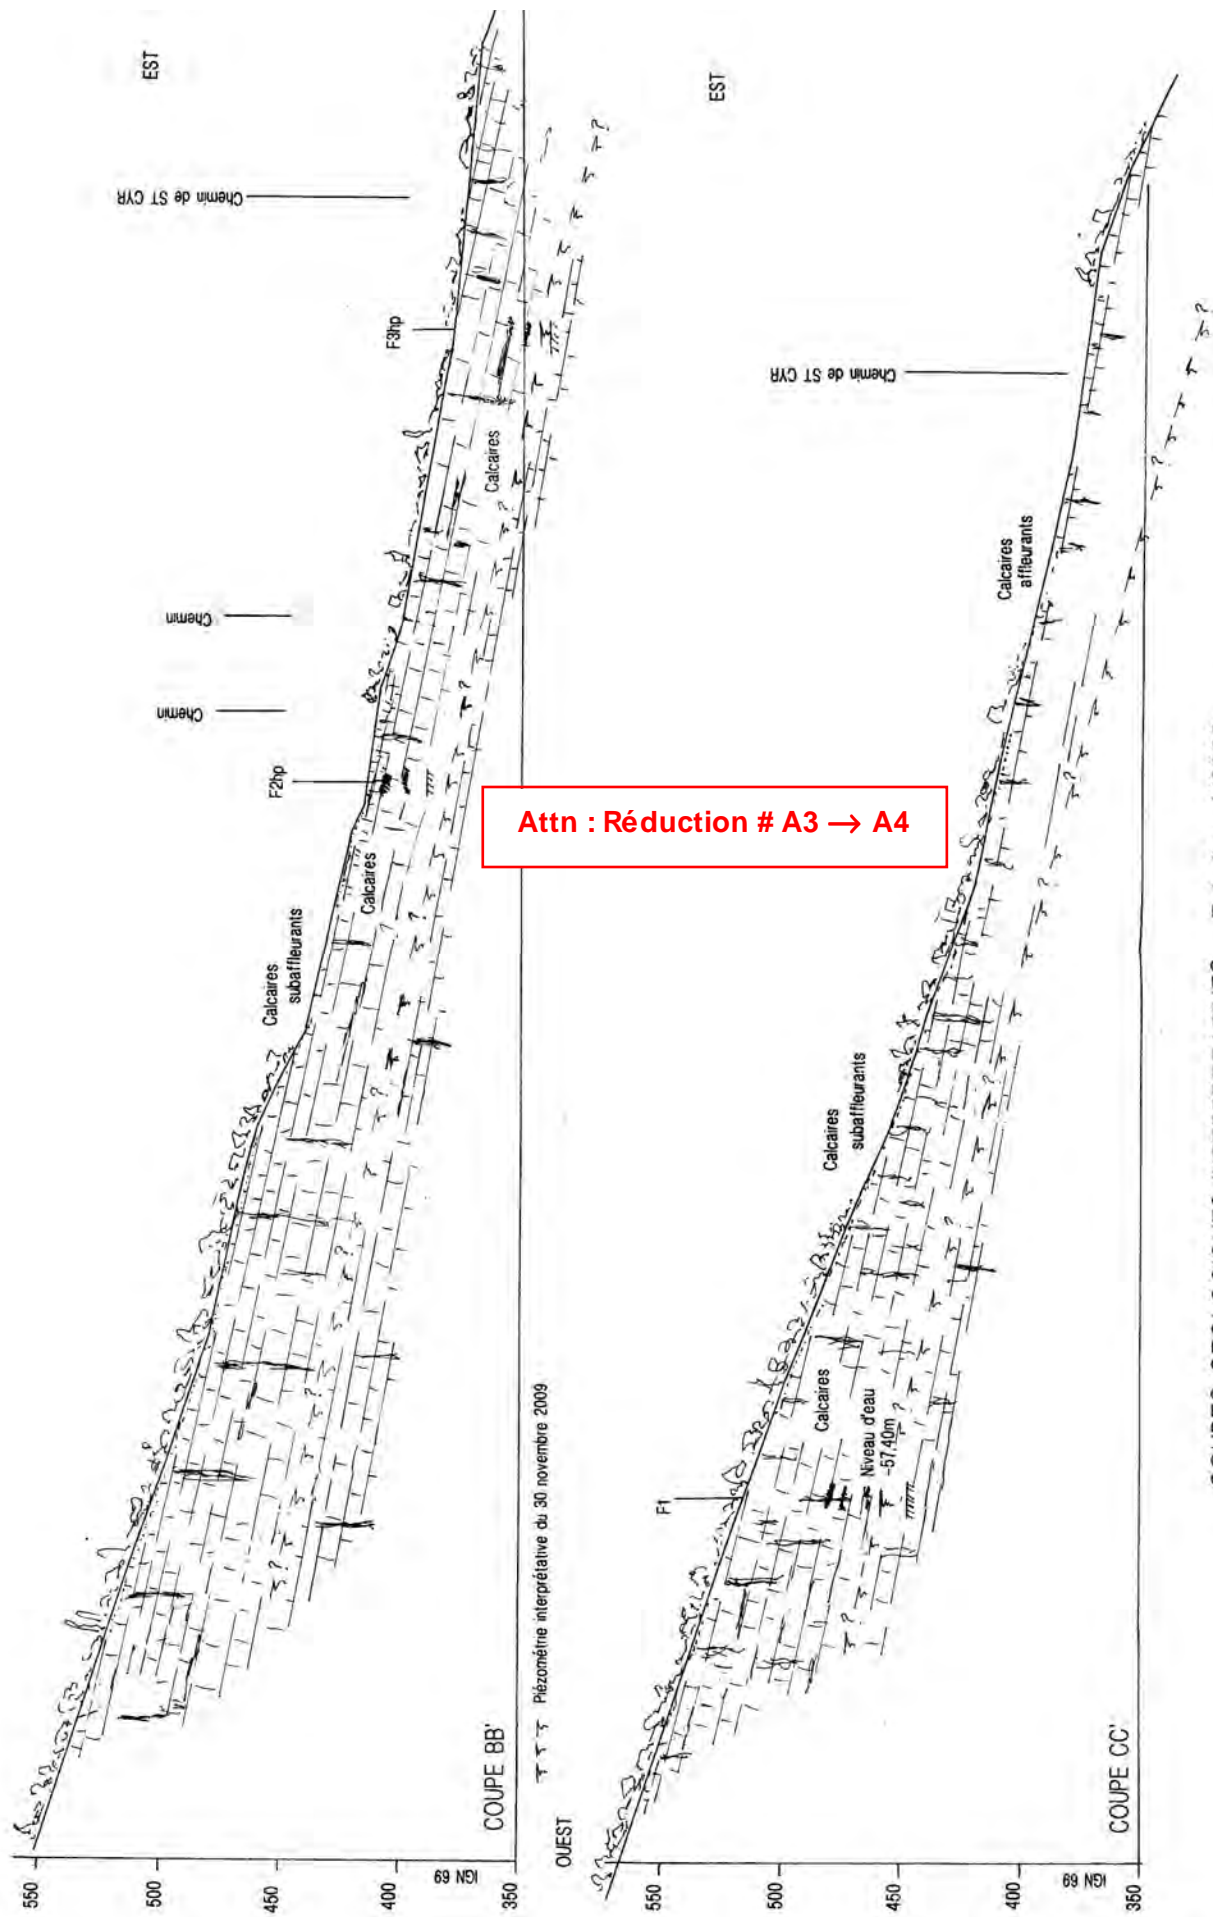 EST
Chemin de ST CYR
F3hp
Calcaires
Chemin
Chemin
F2hp
Calcaires
Calcaires
subaffleurants
COUPE BB'
550
500
450
400
350
IGN 69
Piézométrie interprétative du 30 novembre 2009
Attn : Réduction # A3 → A4
OUEST
EST
Chemin de ST CYR
Calcaires
affleurants
Calcaires
subaffleurants
Calcaires
Niveau d'eau
-57.40m
F1
COUPE CC'
550
500
450
400
350
IGN 69